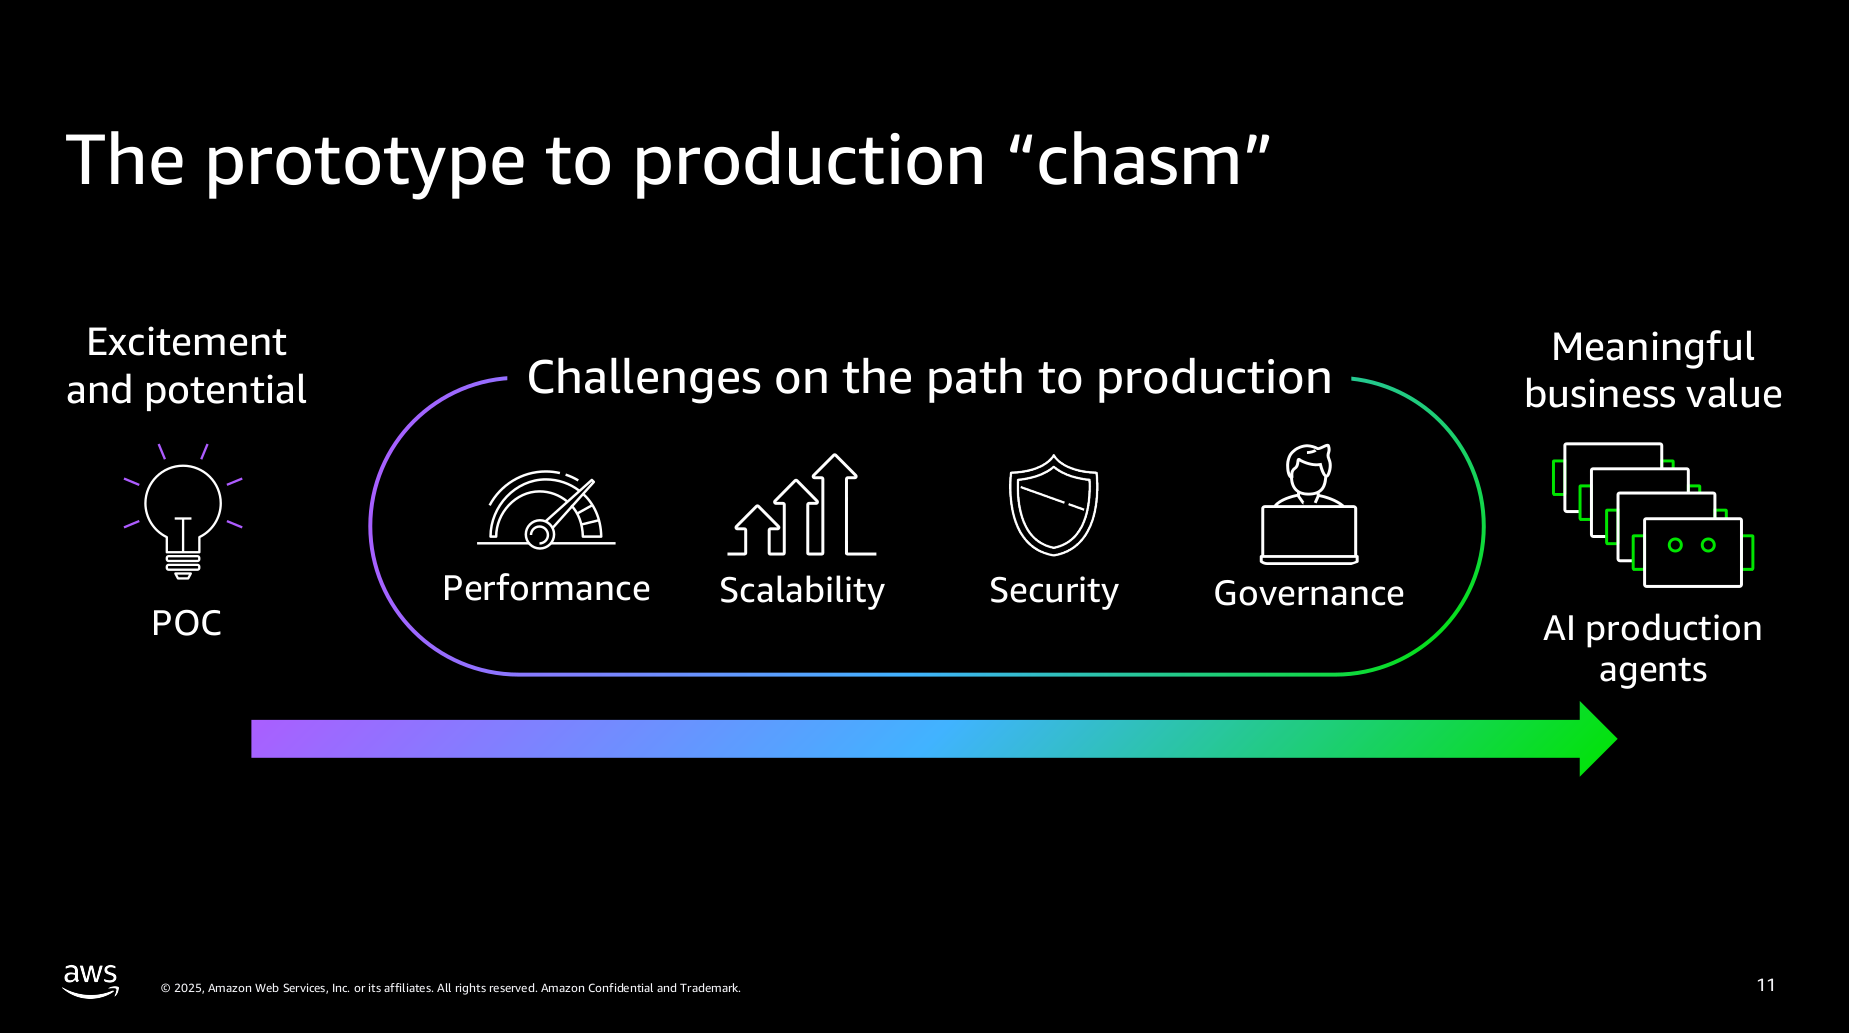 The prototype to production “chasm”
Excitement
and potential
POC
Challenges on the path to production
Performance
Scalability
Security
Governance
Meaningful
business value
AI production
agents
aws
© 2025, Amazon Web Services, Inc. or its affiliates. All rights reserved. Amazon Confidential and Trademark.
11